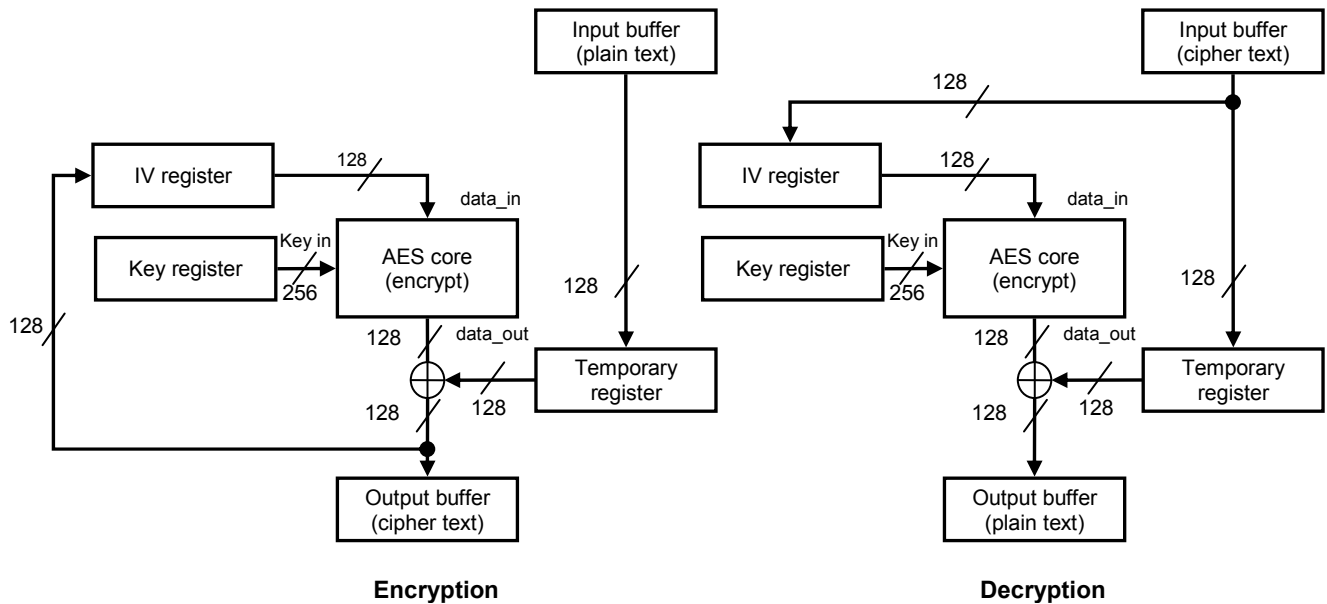 Input buffer
(plain text)
IV register
128
data_in
Key register
Key in
256
AES core
(encrypt)
128
128
128
data_out
128
Temporary
register
128
Output buffer
(cipher text)
Encryption
Input buffer
(cipher text)
128
IV register
128
data_in
Key register
Key in
256
AES core
(encrypt)
128
128
data_out
128
Temporary
register
128
Output buffer
(plain text)
Decryption